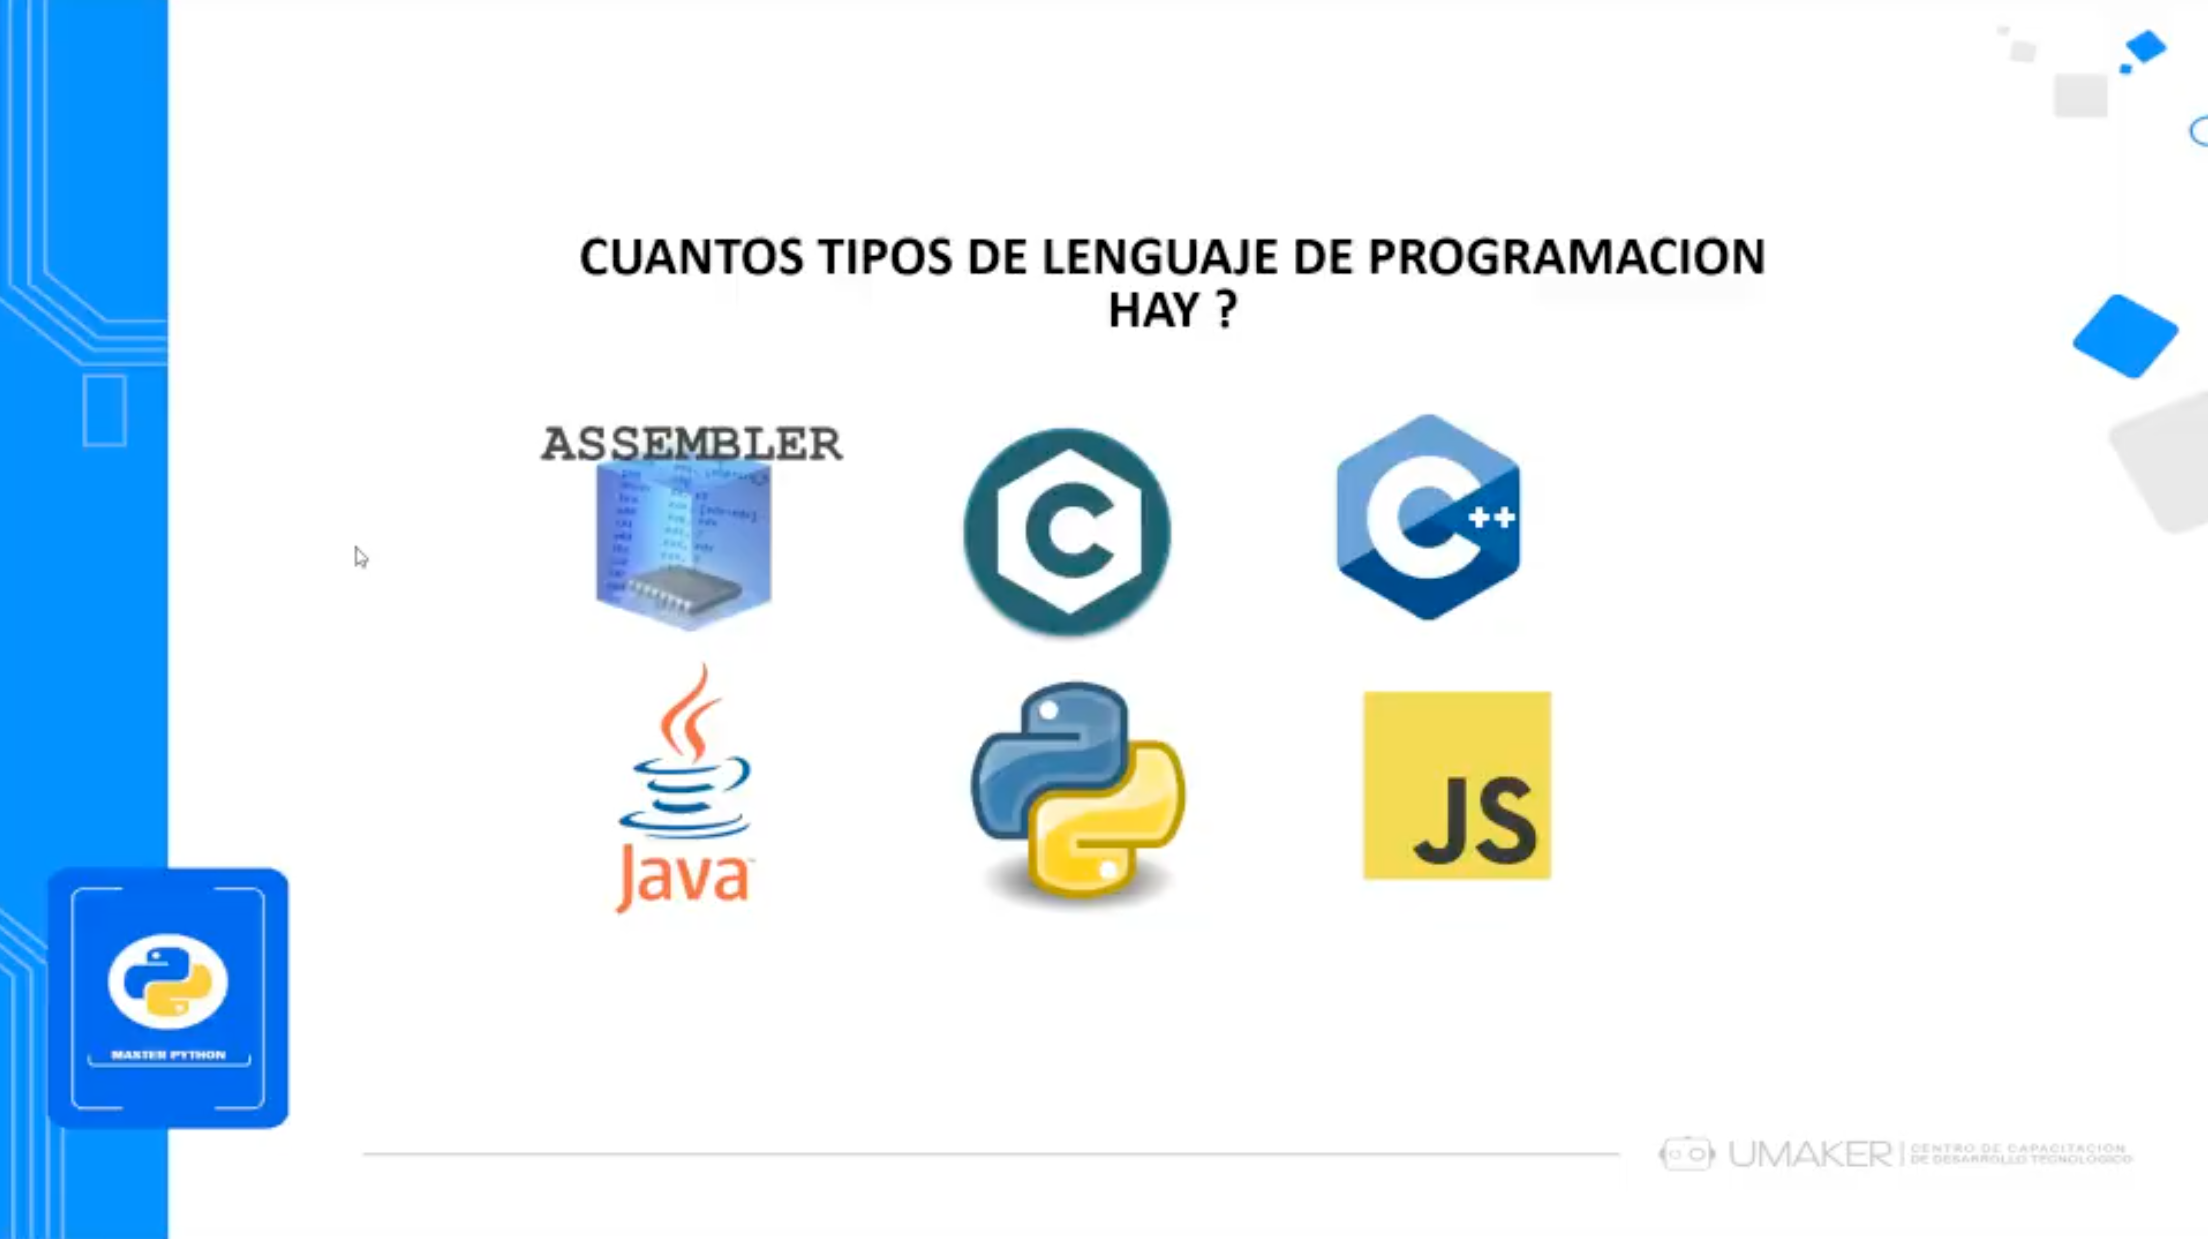 CUANTOS TIPOS DE LENGUAJE DE PROGRAMACION
HAY ?
ASSEMBLER
C
C++
Java
JS
MASTER PYTHON
UMAKER
CENTRO DE CAPACITACION
DE DESARROLLO TECNOLOGICO